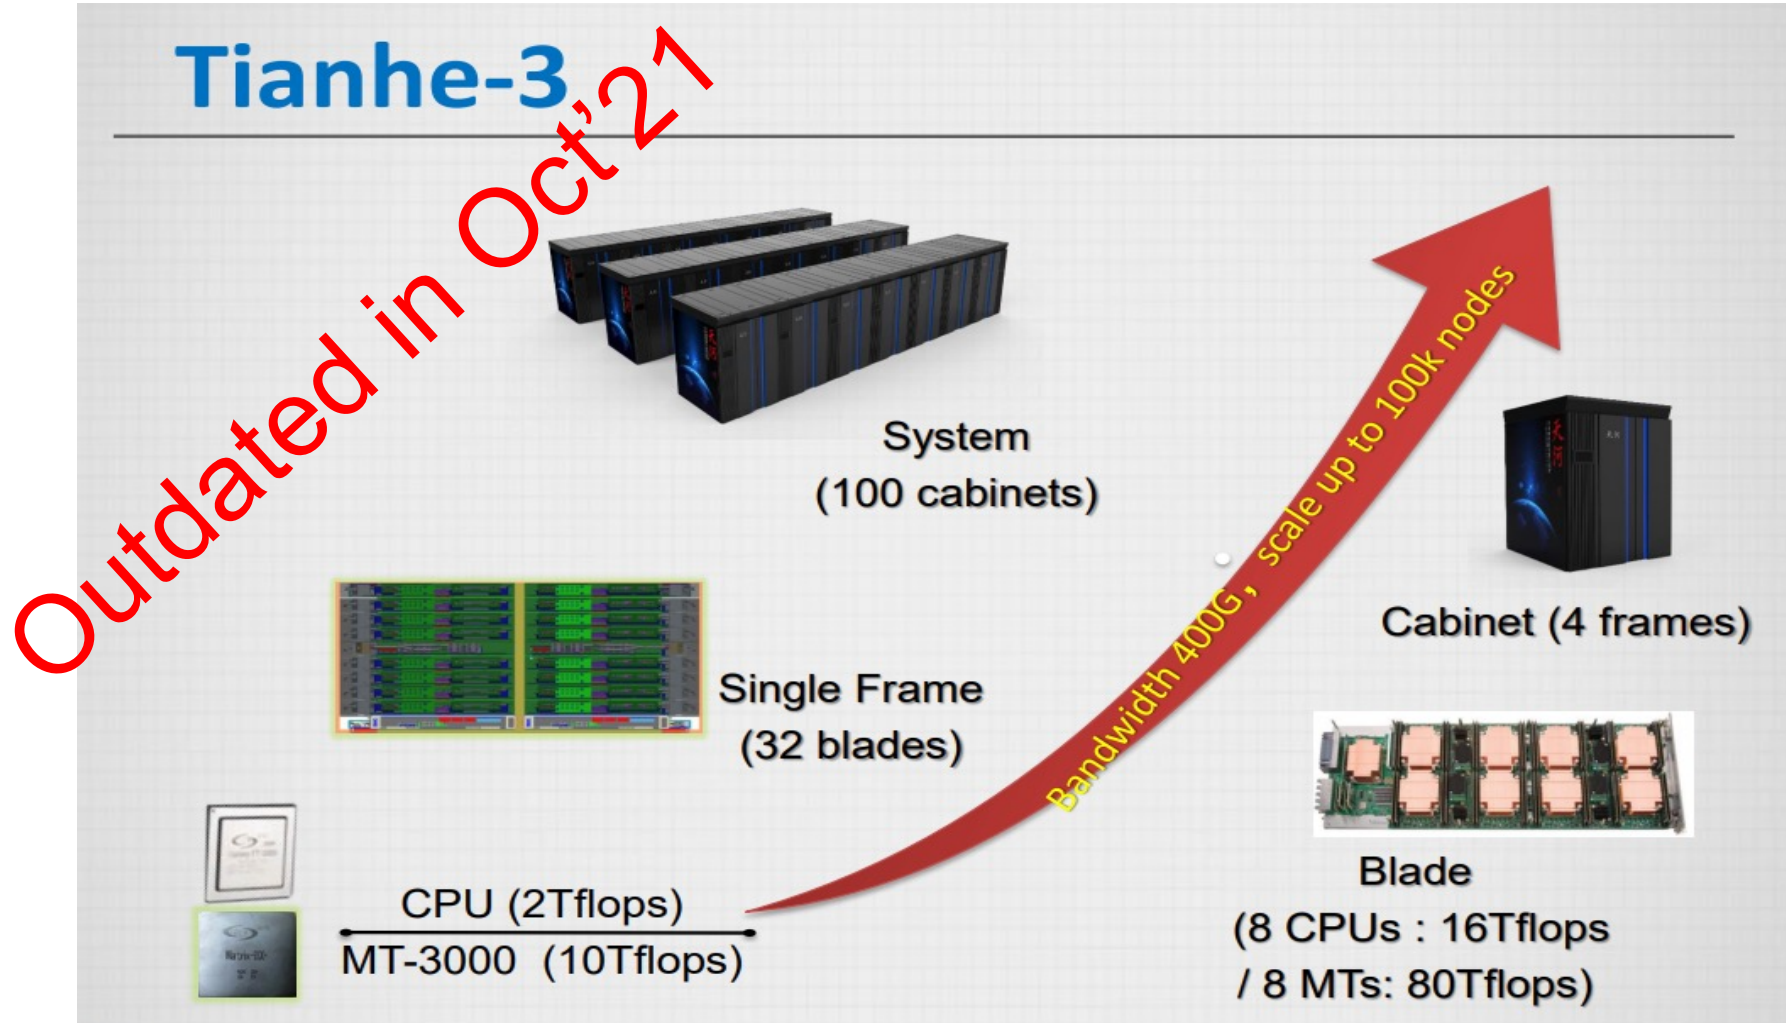 Tianhe-3
Outdated in Oct’21
System
(100 cabinets)
Bandwidth 400G, scale up to 100k nodes
Cabinet (4 frames)
Single Frame
(32 blades)
Blade
(8 CPUs : 16Tflops
/ 8 MTs: 80Tflops)
CPU (2Tflops)
MT-3000 (10Tflops)